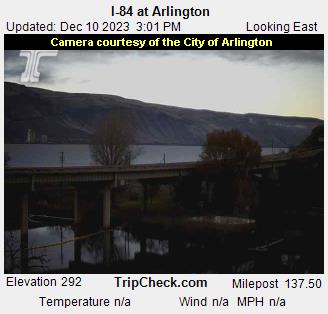 I-84 at Arlington
Updated: Dec 10 2023 3:01 PM Looking East
Camera courtesy of the City of Arlington
Elevation 292 TripCheck.com Milepost 137.50
Temperature n/a Wind n/a MPH n/a